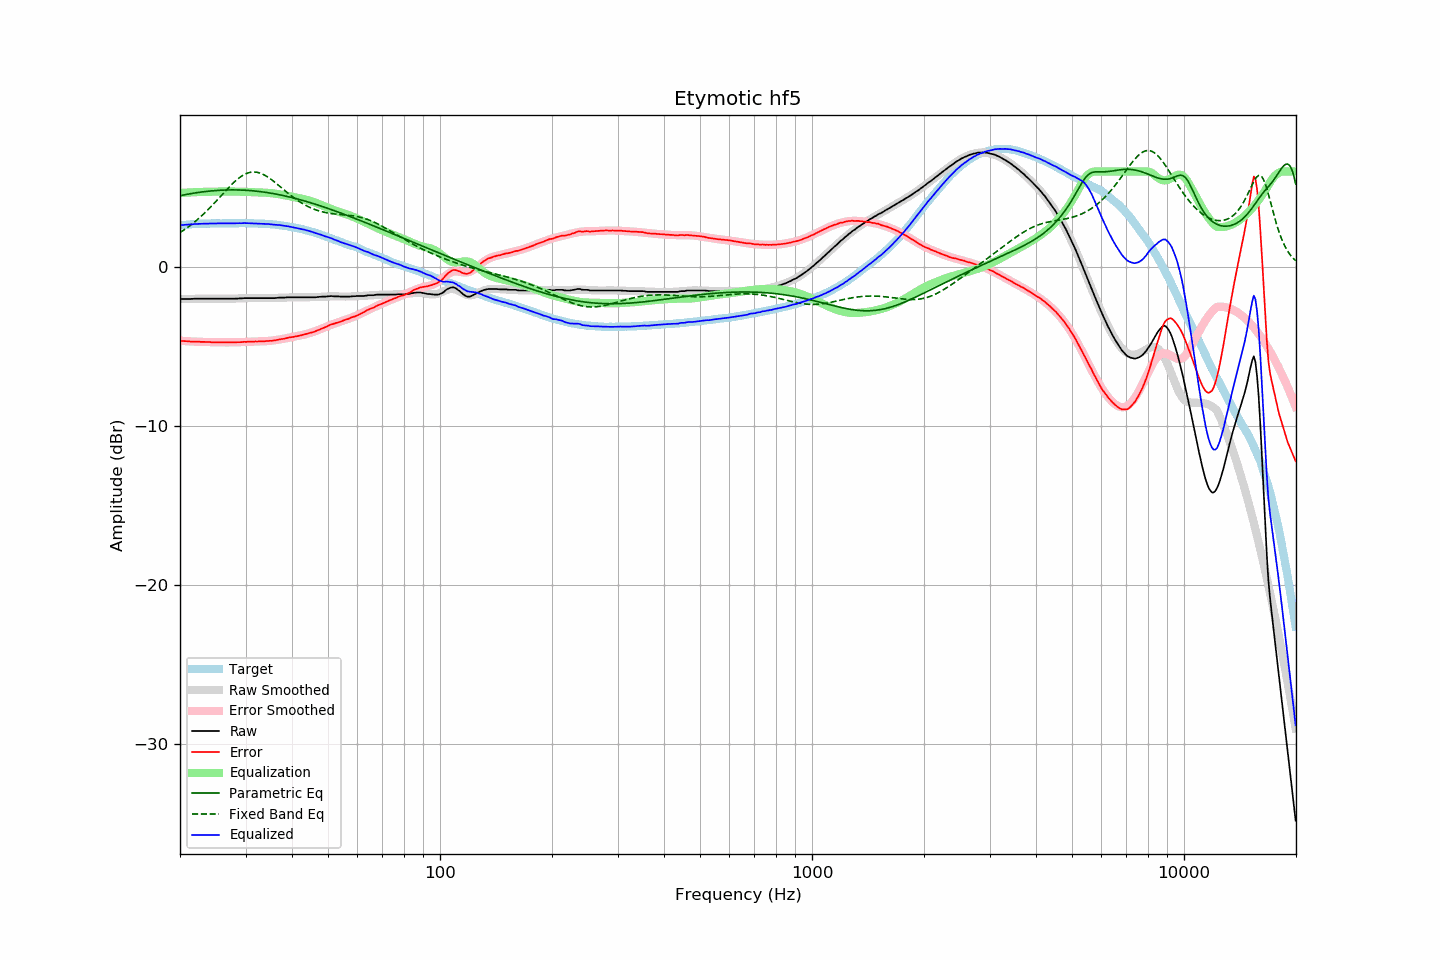 Etymotic hf5
Amplitude (dBr)
0
−10
−20
−30
Target
Raw Smoothed
Error Smoothed
Raw
Error
Equalization
Parametric Eq
Fixed Band Eq
Equalized
100 1000 10000
Frequency (Hz)